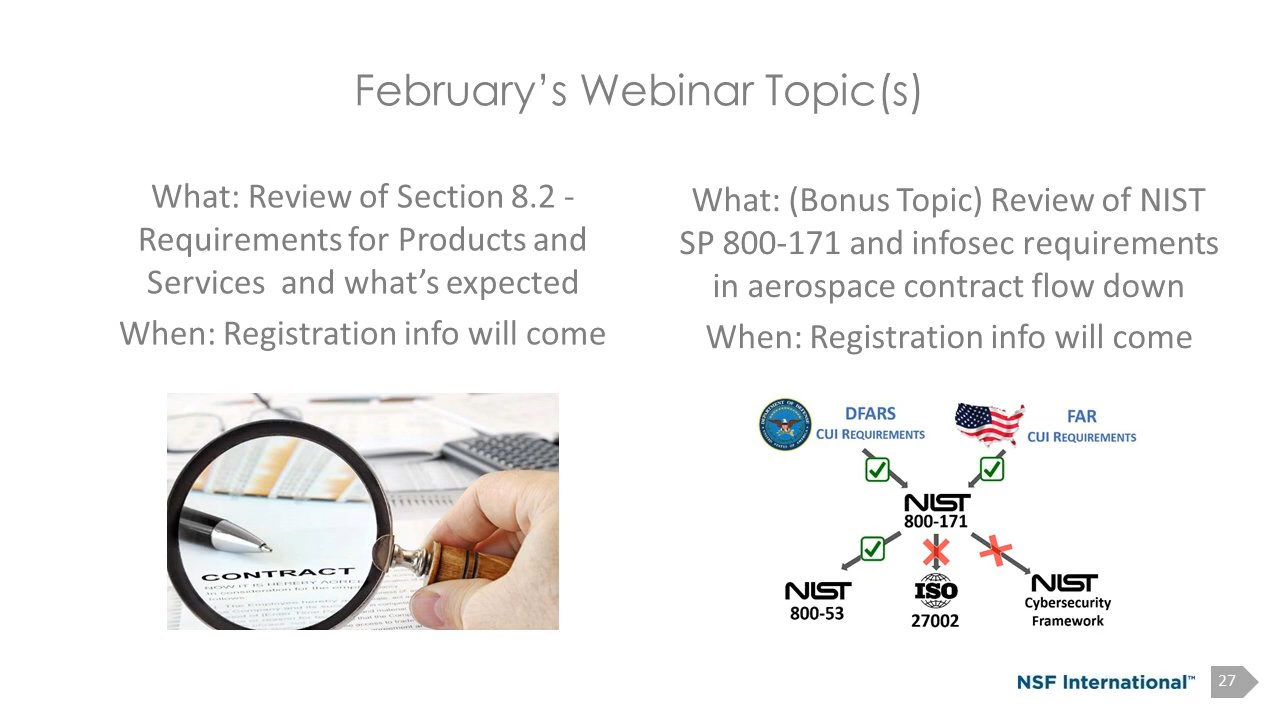 February’s Webinar Topic(s)
What: Review of Section 8.2 -
Requirements for Products and
Services  and what’s expected
When: Registration info will come
What: (Bonus Topic) Review of NIST
SP 800-171 and infosec requirements
in aerospace contract flow down
When: Registration info will come
CONTRACT
DFARS
CUI REQUIREMENTS
FAR
CUI REQUIREMENTS
NIST
800-171
NIST
800-53
ISO
27002
NIST
Cybersecurity
Framework
NSF International™
27